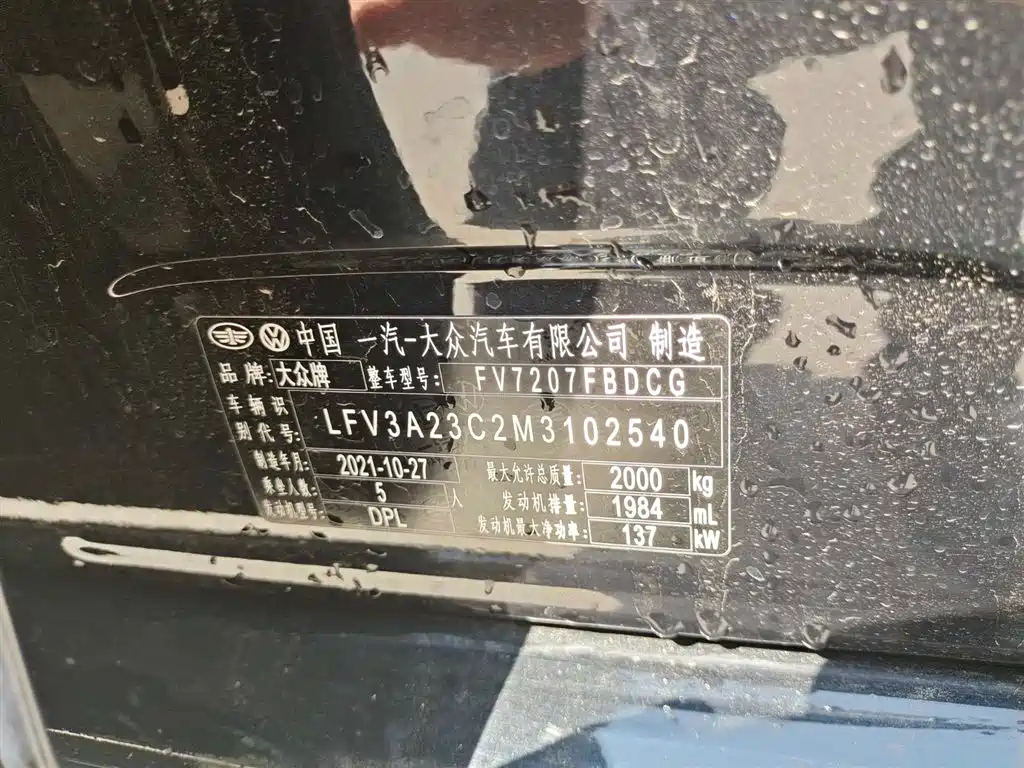 中国 一汽-大众汽车有限公司 制造
品牌: 大众牌 整车型号: FV7207FBDCG
车辆识别代号: LFV3A23C2M3102540
制造年月: 2021-10-27 最大允许总质量: 2000 kg
乘坐人数: 5 人 发动机排量: 1984 mL
发动机型号: DPL 发动机最大净功率: 137 kW